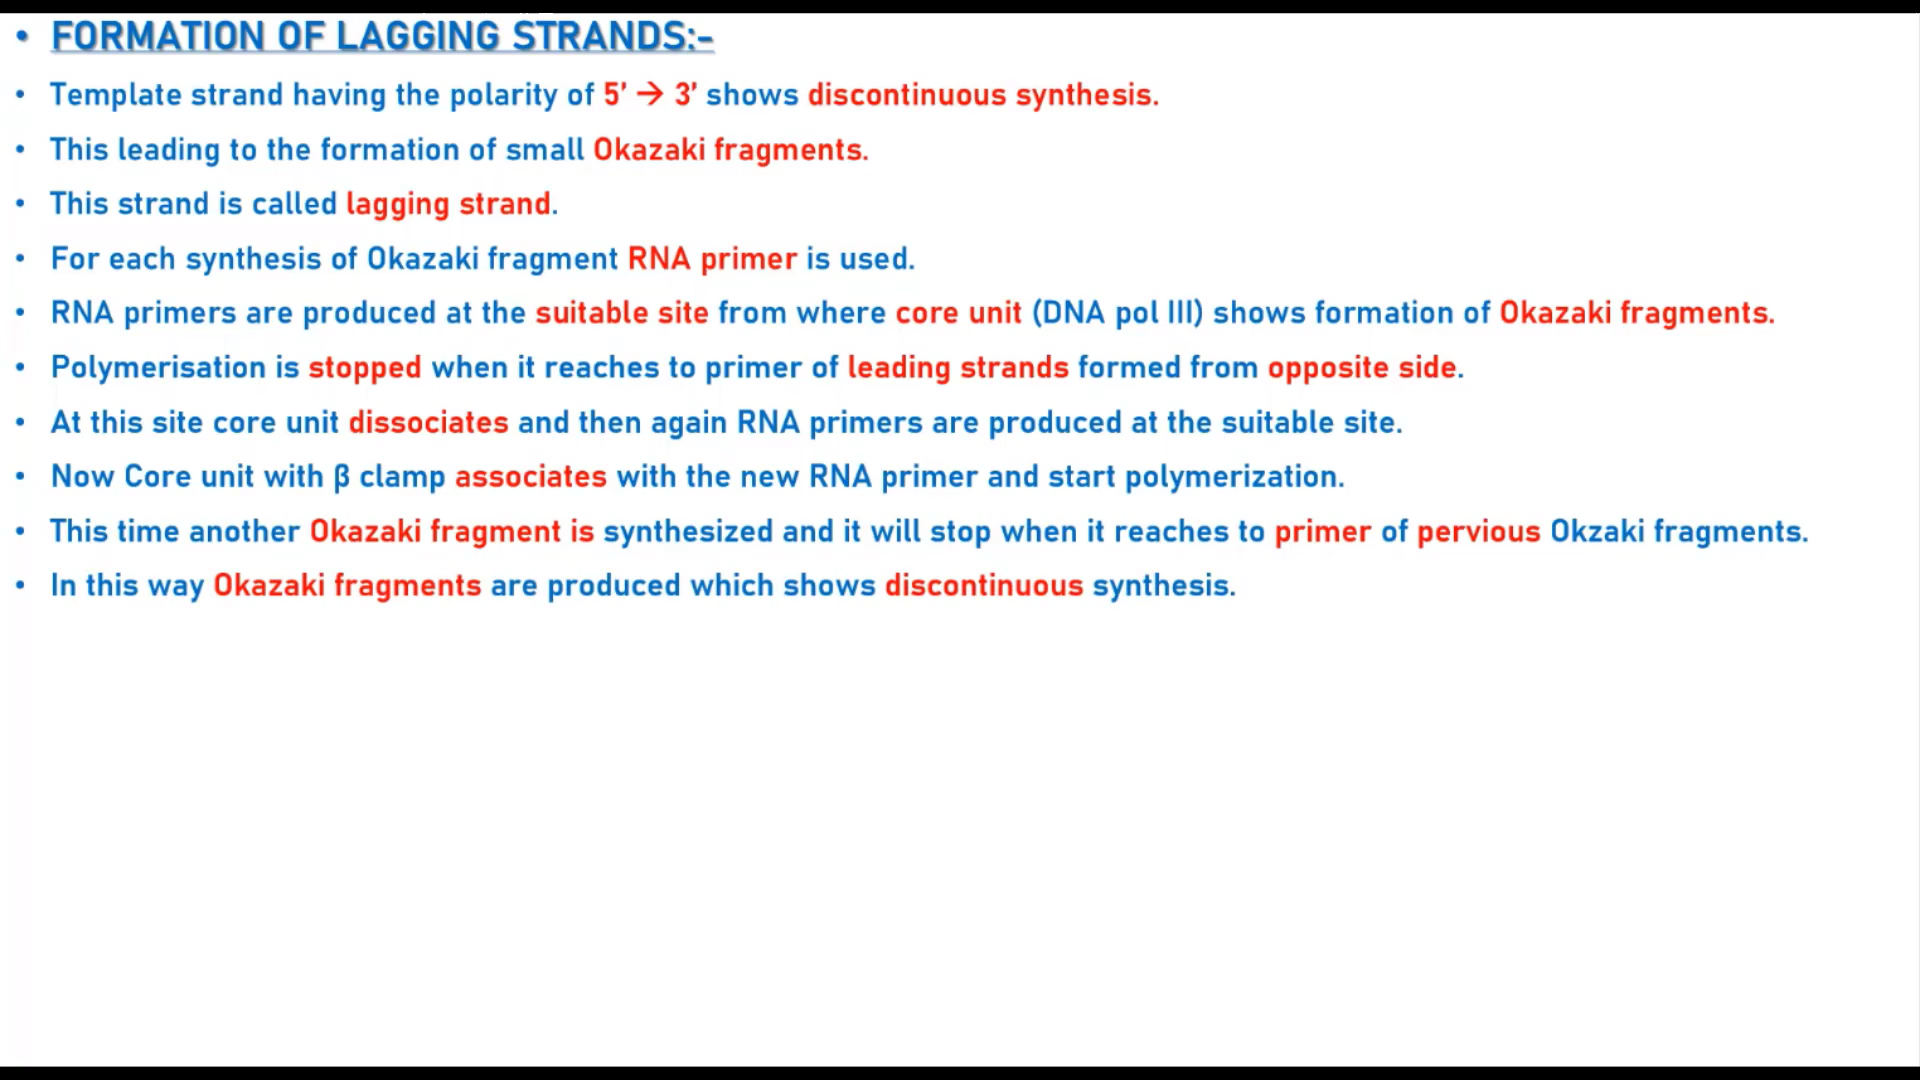 • FORMATION OF LAGGING STRANDS:-
• Template strand having the polarity of 5’ → 3’ shows discontinuous synthesis.
• This leading to the formation of small Okazaki fragments.
• This strand is called lagging strand.
• For each synthesis of Okazaki fragment RNA primer is used.
• RNA primers are produced at the suitable site from where core unit (DNA pol III) shows formation of Okazaki fragments.
• Polymerisation is stopped when it reaches to primer of leading strands formed from opposite side.
• At this site core unit dissociates and then again RNA primers are produced at the suitable site.
• Now Core unit with β clamp associates with the new RNA primer and start polymerization.
• This time another Okazaki fragment is synthesized and it will stop when it reaches to primer of pervious Okzaki fragments.
• In this way Okazaki fragments are produced which shows discontinuous synthesis.